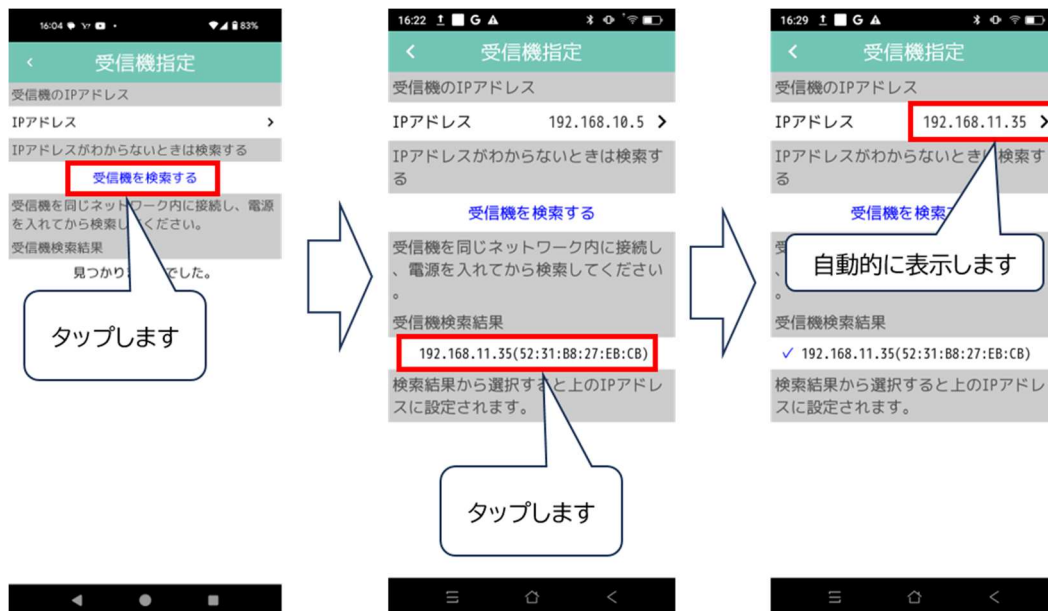 16:04
83%
受信機指定
受信機のIPアドレス
IPアドレス
IPアドレスがわからないときは検索する
受信機を検索する
受信機を同じネットワーク内に接続し、電源
を入れてから検索し ください。
受信機検索結果
見つかり でした。
タップします
16:22 G A
受信機指定
受信機のIPアドレス
IPアドレス 192.168.10.5
IPアドレスがわからないときは検索す
る
受信機を検索する
受信機を同じネットワーク内に接続し
、電源を入れてから検索してください
。
受信機検索結果
192.168.11.35(52:31:B8:27:EB:CB)
検索結果から選択すると上のIPアドレ
スに設定されます。
タップします
16:29 G A
受信機指定
受信機のIPアドレス
IPアドレス 192.168.11.35
IPアドレスがわからないとき 検索す
る
受信機を検索
自動的に表示します
、
。
受信機検索結果
✓ 192.168.11.35(52:31:B8:27:EB:CB)
検索結果から選択すると上のIPアドレ
スに設定されます。